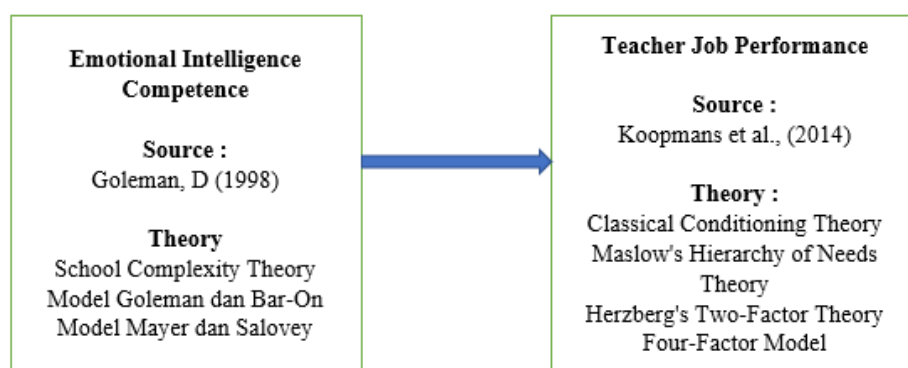 Emotional Intelligence
Competence
Source :
Goleman, D (1998)
Theory
School Complexity Theory
Model Goleman dan Bar-On
Model Mayer dan Salovey
Teacher Job Performance
Source :
Koopmans et al., (2014)
Theory :
Classical Conditioning Theory
Maslow's Hierarchy of Needs
Theory
Herzberg's Two-Factor Theory
Four-Factor Model